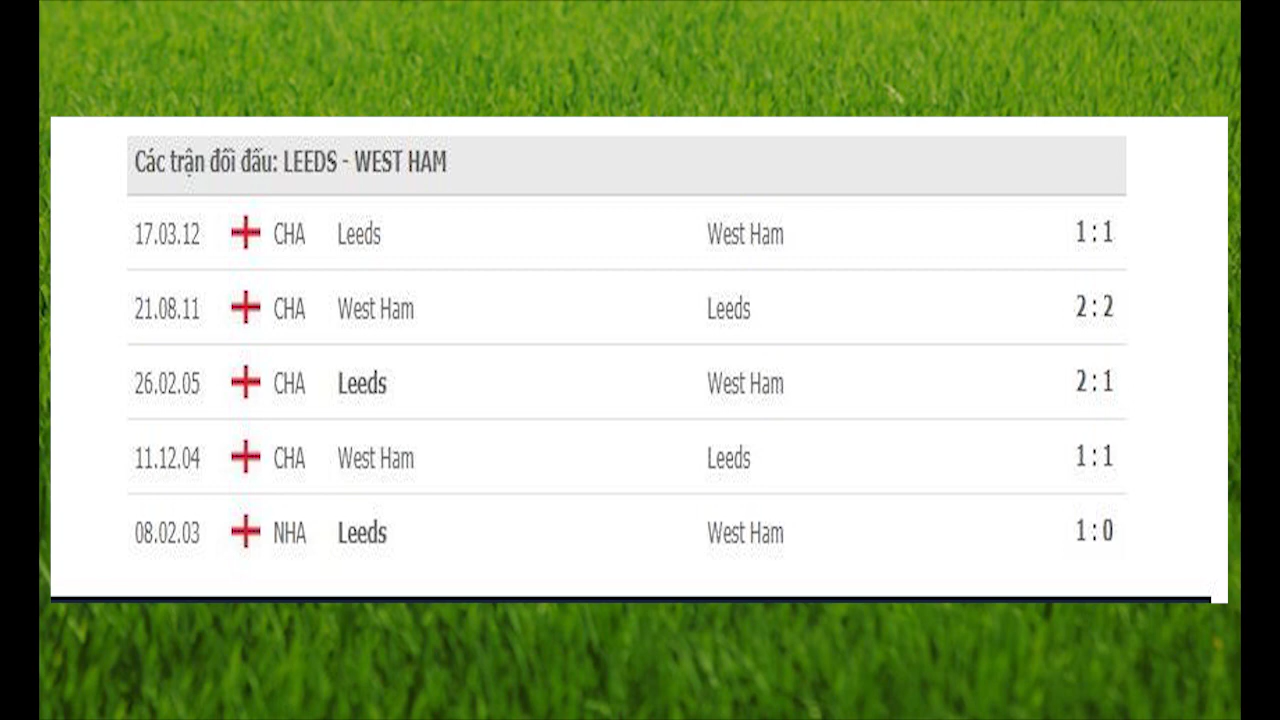 Các trận đối đấu: LEEDS - WEST HAM
17.03.12 CHA Leeds West Ham 1 : 1
21.08.11 CHA West Ham Leeds 2 : 2
26.02.05 CHA Leeds West Ham 2 : 1
11.12.04 CHA West Ham Leeds 1 : 1
08.02.03 NHA Leeds West Ham 1 : 0